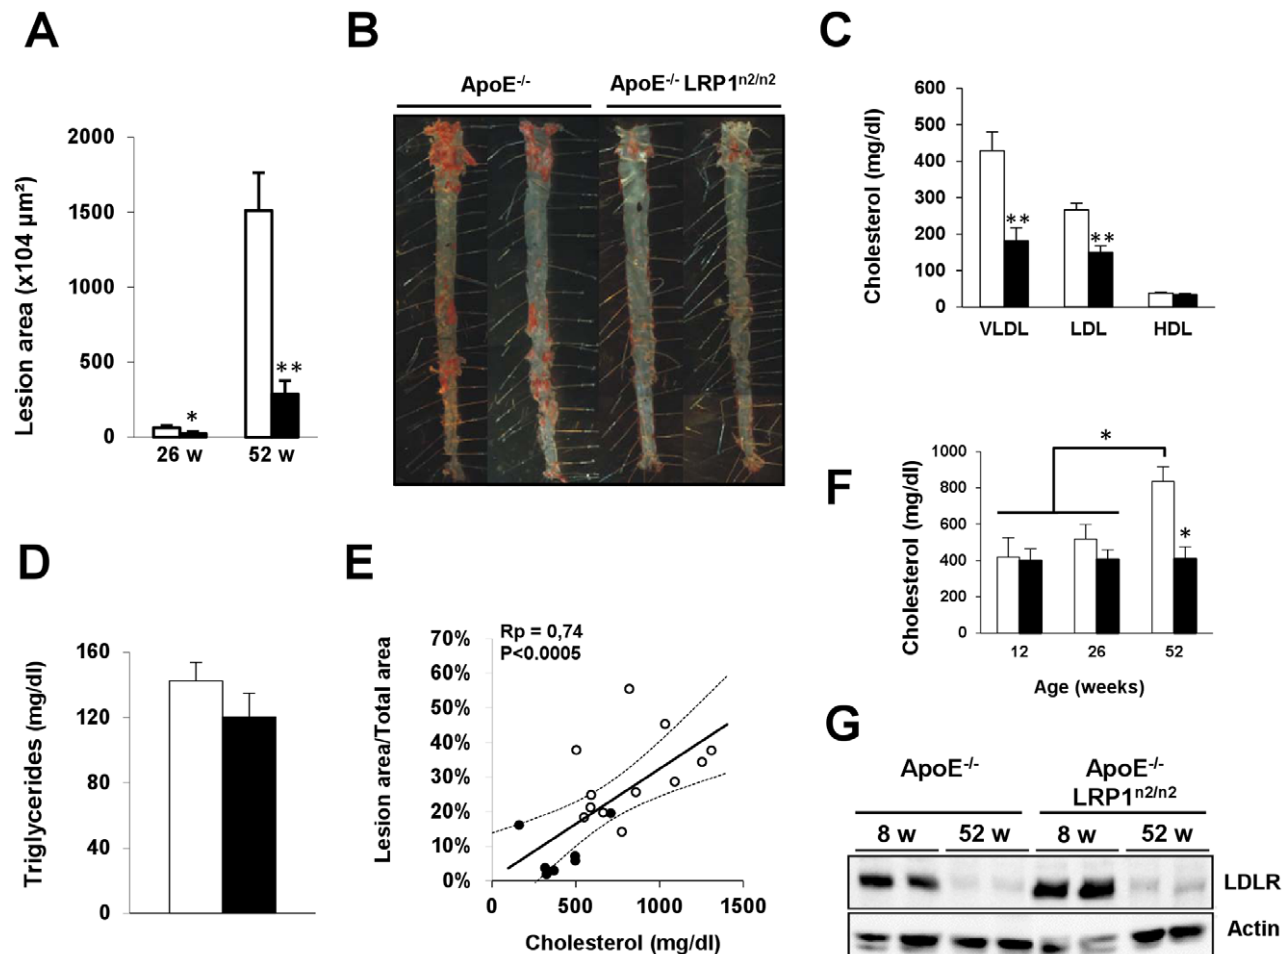 A
Lesion area (x104 µm²)
2000
1500
1000
500
0
*
**
26 w
52 w
B
ApoE-/-
ApoE-/- LRP1n2/n2
C
Cholesterol (mg/dl)
600
500
400
300
200
100
0
**
**
VLDL
LDL
HDL
D
Triglycerides (mg/dl)
160
120
80
40
0
E
Lesion area/Total area
Rp = 0,74
P<0.0005
70%
60%
50%
40%
30%
20%
10%
0%
0
500
1000
1500
Cholesterol (mg/dl)
F
Cholesterol (mg/dl)
1000
800
600
400
200
0
*
*
12
26
52
Age (weeks)
G
ApoE-/-
ApoE-/-
LRP1n2/n2
8 w
52 w
8 w
52 w
LDLR
Actin